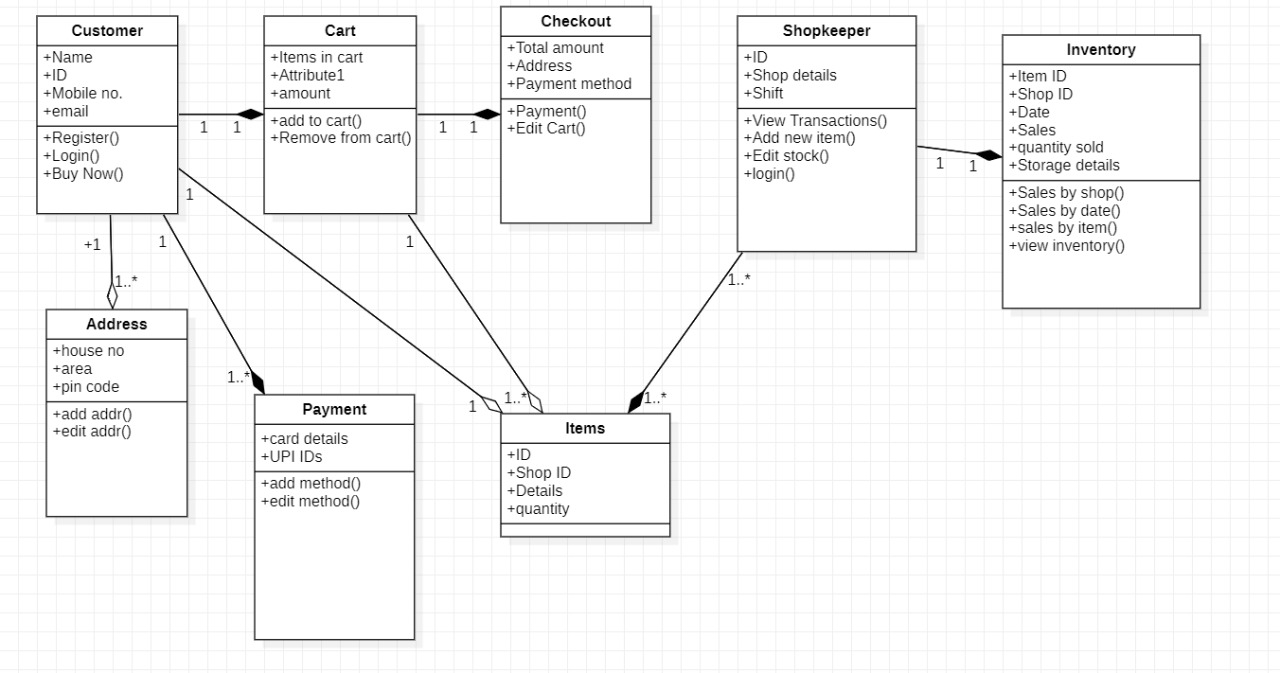 Customer
+Name
+ID
+Mobile no.
+email
+Register()
+Login()
+Buy Now()
1
1
Cart
+Items in cart
+Attribute1
+amount
+add to cart()
+Remove from cart()
1
1
Checkout
+Total amount
+Address
+Payment method
+Payment()
+Edit Cart()
Shopkeeper
+ID
+Shop details
+Shift
+View Transactions()
+Add new item()
+Edit stock()
+login()
1
1
Inventory
+Item ID
+Shop ID
+Date
+Sales
+quantity sold
+Storage details
+Sales by shop()
+Sales by date()
+sales by item()
+view inventory()
1
+1
1
1
1..*
1..*
1..*
1
1..*
1..*
Address
+house no
+area
+pin code
+add addr()
+edit addr()
Payment
+card details
+UPI IDs
+add method()
+edit method()
Items
+ID
+Shop ID
+Details
+quantity